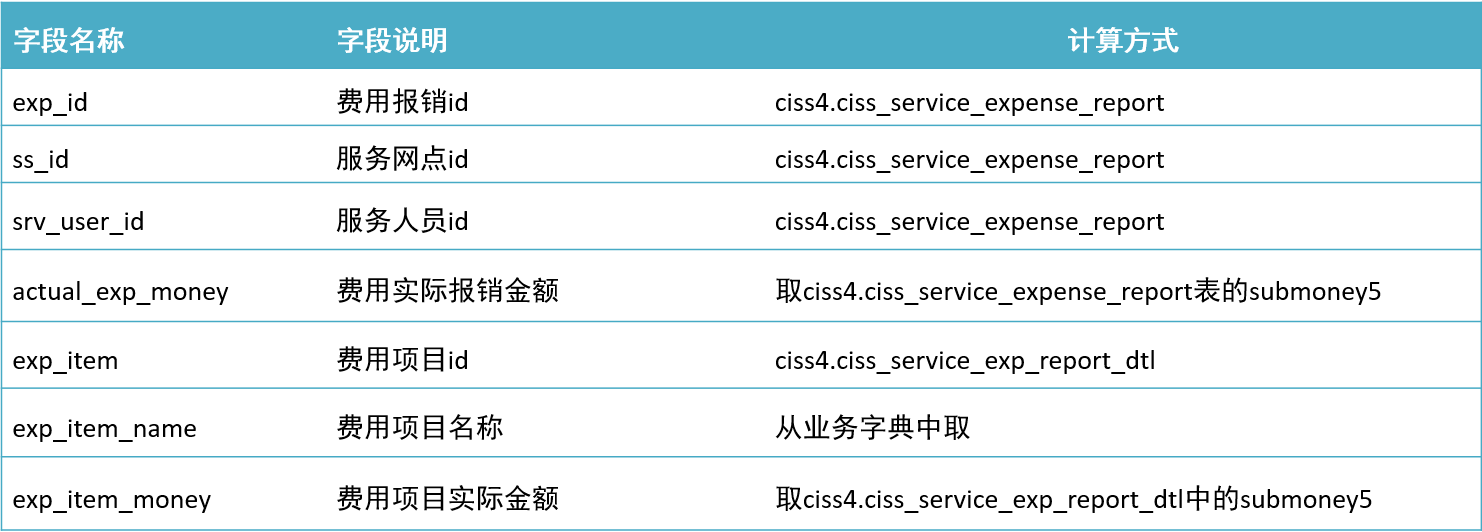 字段名称 字段说明 计算方式
exp_id 费用报销id ciss4.ciss_service_expense_report
ss_id 服务网点id ciss4.ciss_service_expense_report
srv_user_id 服务人员id ciss4.ciss_service_expense_report
actual_exp_money 费用实际报销金额 取ciss4.ciss_service_expense_report表的submoney5
exp_item 费用项目id ciss4.ciss_service_exp_report_dtl
exp_item_name 费用项目名称 从业务字典中取
exp_item_money 费用项目实际金额 取ciss4.ciss_service_exp_report_dtl中的submoney5